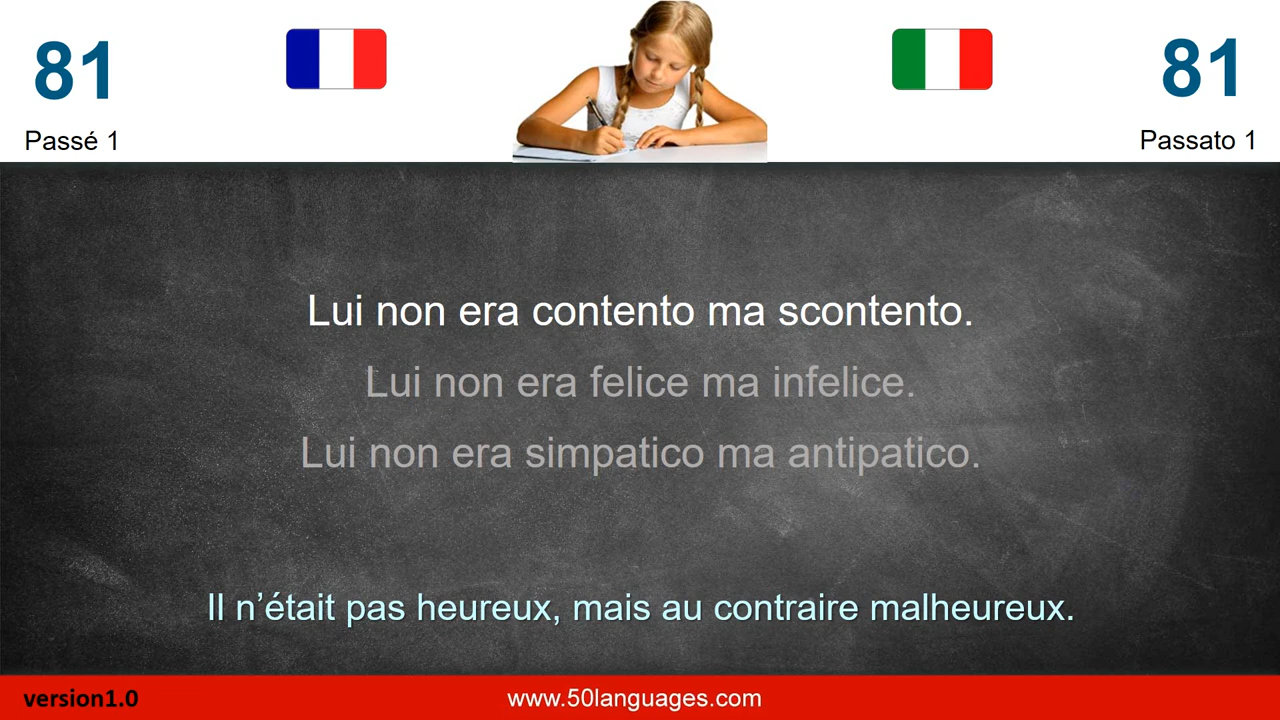 81
81
Passé 1
Passato 1
Lui non era contento ma scontento.
Lui non era felice ma infelice.
Lui non era simpatico ma antipatico.
Il n’était pas heureux, mais au contraire malheureux.
version1.0
www.50languages.com